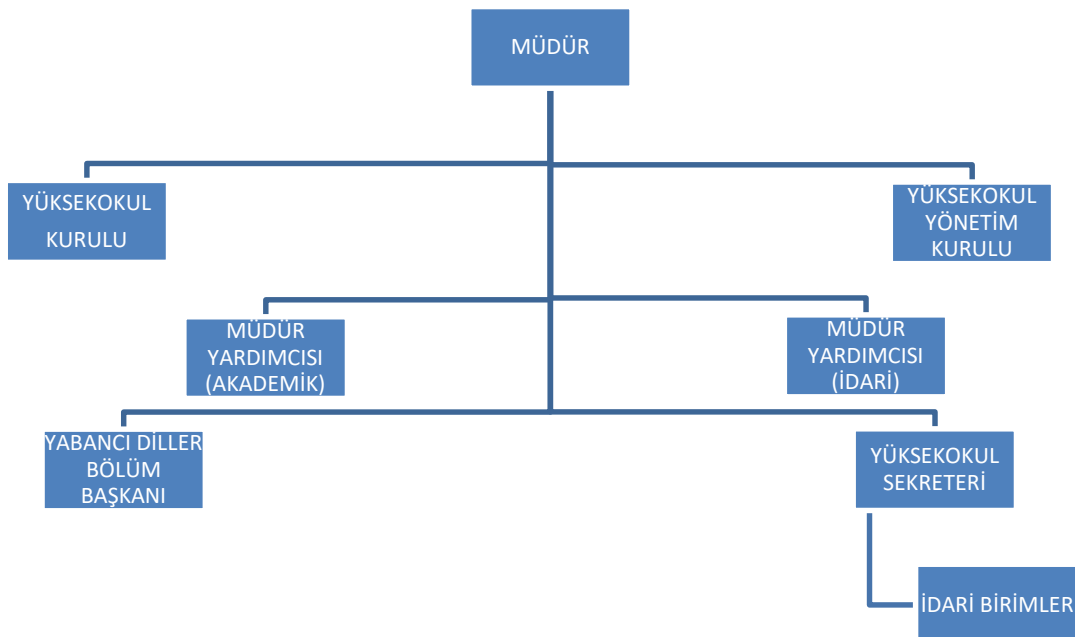 MÜDÜR
YÜKSEKOKUL
KURULU
YÜKSEKOKUL
YÖNETİM
KURULU
MÜDÜR
YARDIMCISI
(AKADEMİK)
MÜDÜR
YARDIMCISI
(İDARİ)
YABANCI DİLLER
BÖLÜM
BAŞKANI
YÜKSEKOKUL
SEKRETERİ
İDARİ BİRİMLER